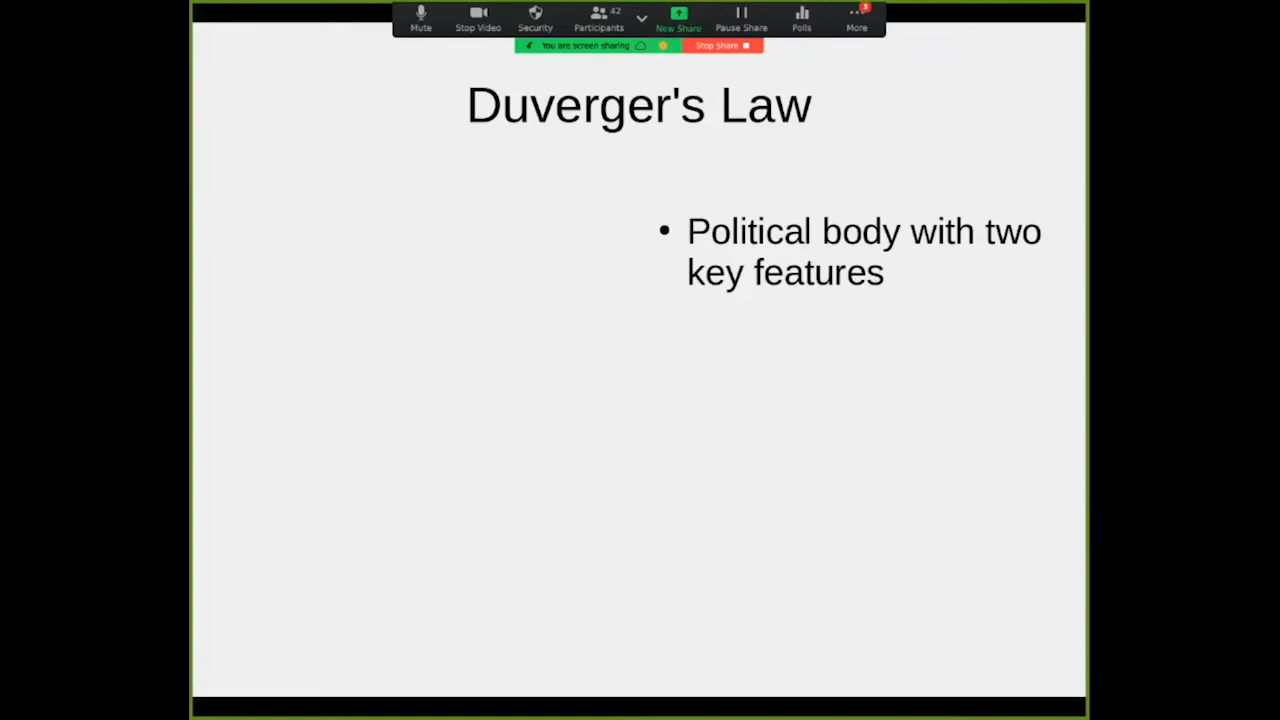 42
3
Mute
Stop Video
Security
Participants
New Share
Pause Share
Polls
More
You are screen sharing
Stop Share
Duverger's Law
• Political body with two
key features